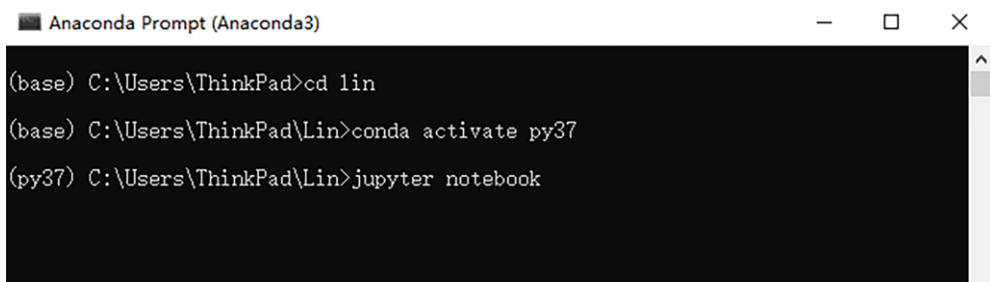 Anaconda Prompt (Anaconda3)
(base) C:\Users\ThinkPad>cd lin
(base) C:\Users\ThinkPad\Lin>conda activate py37
(py37) C:\Users\ThinkPad\Lin>jupyter notebook